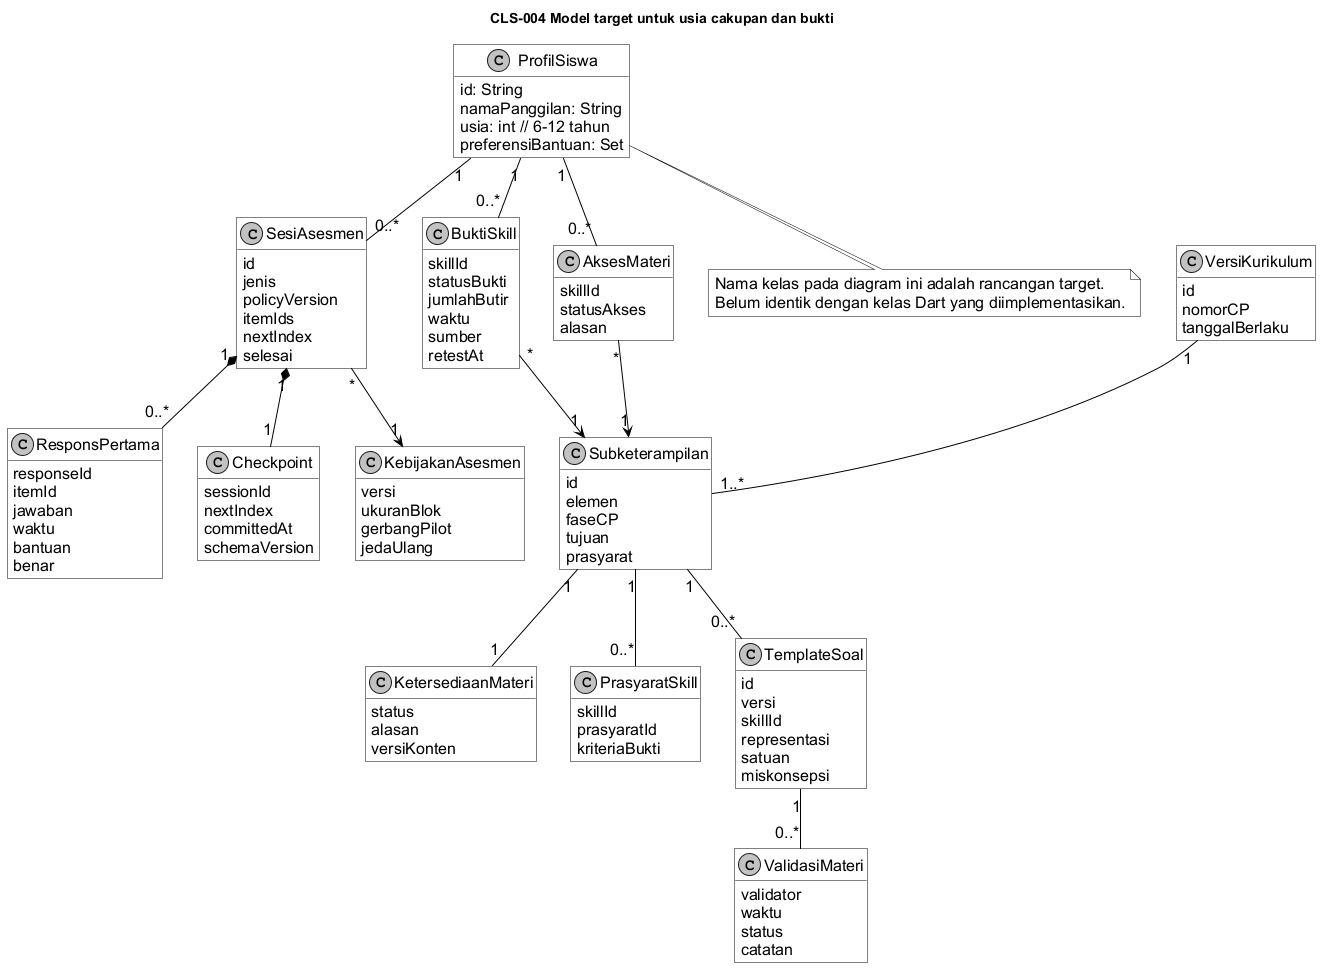 CLS-004 Model target untuk usia cakupan dan bukti
C ProfilSiswa
id: String
namaPanggilan: String
usia: int // 6-12 tahun
preferensiBantuan: Set
1
1
1
0..*
0..*
0..*
C SesiAsesmen
id
jenis
policyVersion
itemIds
nextIndex
selesai
C BuktiSkill
skillId
statusBukti
jumlahButir
waktu
sumber
retestAt
C AksesMateri
skillId
statusAkses
alasan
Nama kelas pada diagram ini adalah rancangan target.
Belum identik dengan kelas Dart yang diimplementasikan.
C VersiKurikulum
id
nomorCP
tanggalBerlaku
1
1
*
*
*
1
0..*
1
1
1
1
1..*
C ResponsPertama
responseId
itemId
jawaban
waktu
bantuan
benar
C Checkpoint
sessionId
nextIndex
committedAt
schemaVersion
C KebijakanAsesmen
versi
ukuranBlok
gerbangPilot
jedaUlang
C Subketerampilan
id
elemen
faseCP
tujuan
prasyarat
1
1
1
1
0..*
0..*
C KetersediaanMateri
status
alasan
versiKonten
C PrasyaratSkill
skillId
prasyaratId
kriteriaBukti
C TemplateSoal
id
versi
skillId
representasi
satuan
miskonsepsi
1
0..*
C ValidasiMateri
validator
waktu
status
catatan